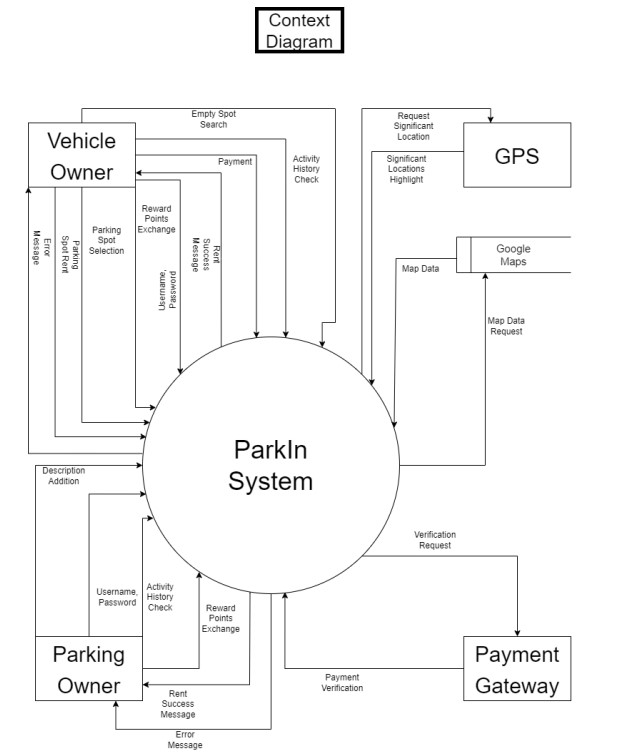 Context
Diagram
Empty Spot
Search
Request
Significant
Location
Vehicle
Owner
Payment
Activity
History
Check
Significant
Locations
Highlight
GPS
Error
Message
Parking
Spot Rent
Parking
Spot
Selection
Reward
Points
Exchange
Username,
Password
Rent
Success
Message
Map Data
Google
Maps
Map Data
Request
ParkIn
System
Description
Addition
Verification
Request
Username,
Password
Activity
History
Check
Reward
Points
Exchange
Parking
Owner
Rent
Success
Message
Error
Message
Payment
Verification
Payment
Gateway